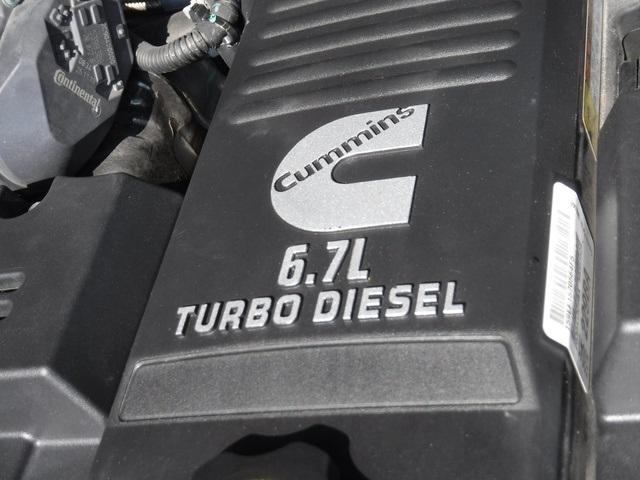 Continental
Cummins
6.7L
TURBO DIESEL